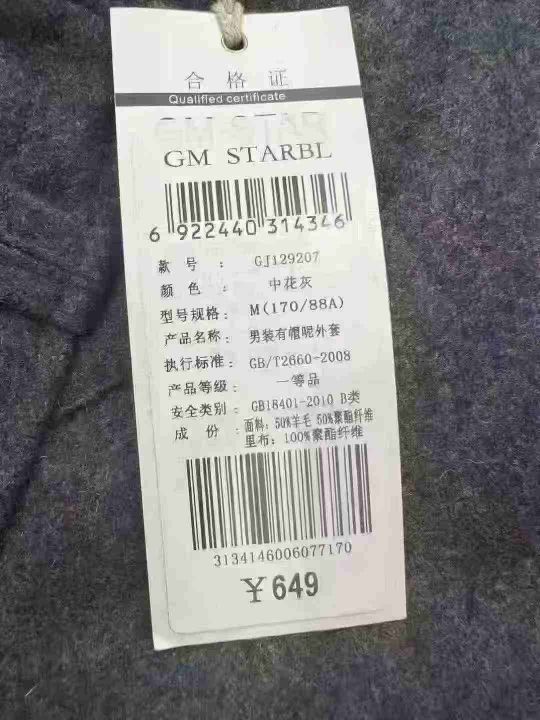 合格证
Qualified certificate
GM STARBL
6 922440 314346
款号: GJ129207
颜色: 中花灰
型号规格: M(170/88A)
产品名称: 男装有帽呢外套
执行标准: GB/T2660-2008
产品等级: 一等品
安全类别: GB18401-2010 B类
成份: 面料: 50%羊毛 50%聚酯纤维
里布: 100%聚酯纤维
3134146006077170
¥649